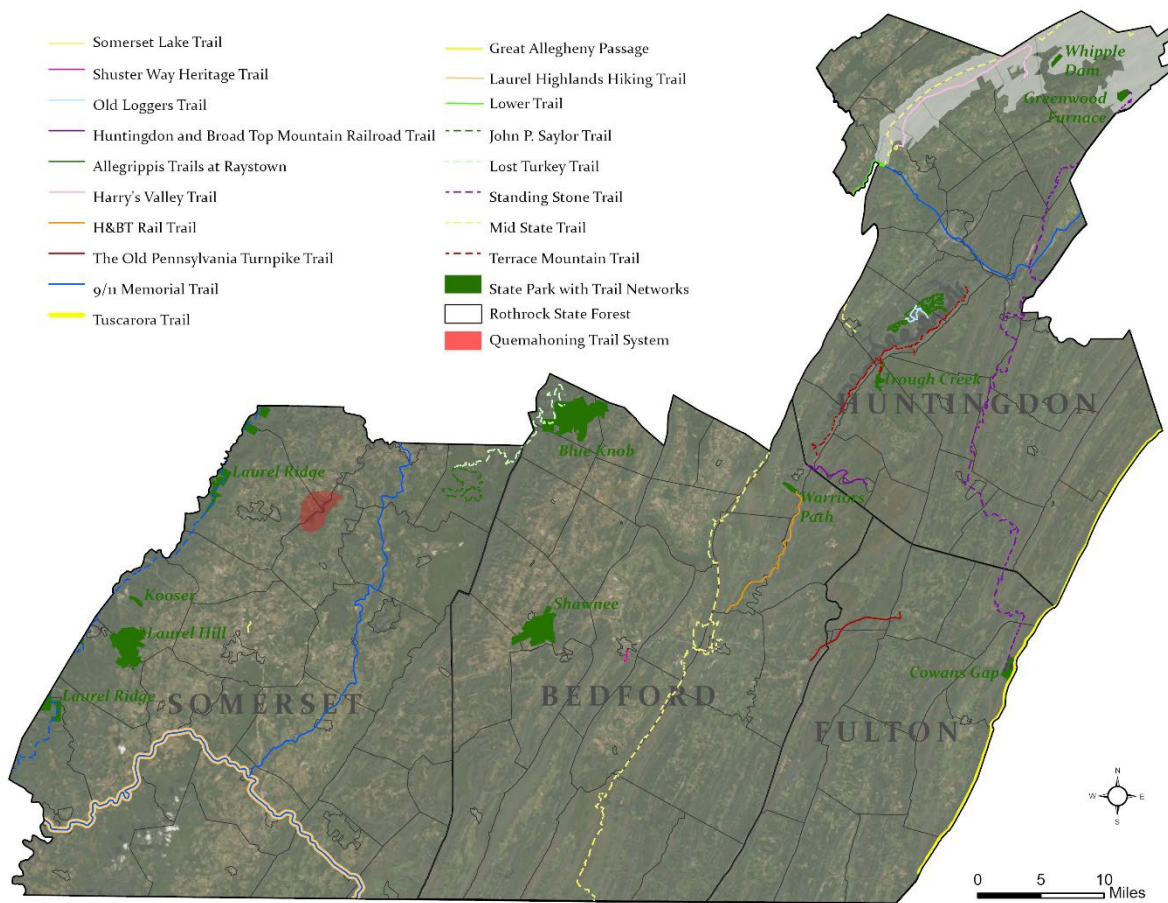 Somerset Lake Trail
Shuster Way Heritage Trail
Old Loggers Trail
Huntingdon and Broad Top Mountain Railroad Trail
Allegrippis Trails at Raystown
Harry's Valley Trail
H&BT Rail Trail
The Old Pennsylvania Turnpike Trail
9/11 Memorial Trail
Tuscarora Trail
Great Allegheny Passage
Laurel Highlands Hiking Trail
Lower Trail
John P. Saylor Trail
Lost Turkey Trail
Standing Stone Trail
Mid State Trail
Terrace Mountain Trail
State Park with Trail Networks
Rothrock State Forest
Quemahoning Trail System
Whipple
Dam
Greenwood
Furnace
Trough Creek
HUNTINGDON
Blue Knob
Laurel Ridge
Warriors
Path
Kooser
Laurel Hill
Shawnee
Laurel Ridge
SOMERSET
BEDFORD
Cowans Gap
FULTON
N
W E
S
0 5 10
Miles